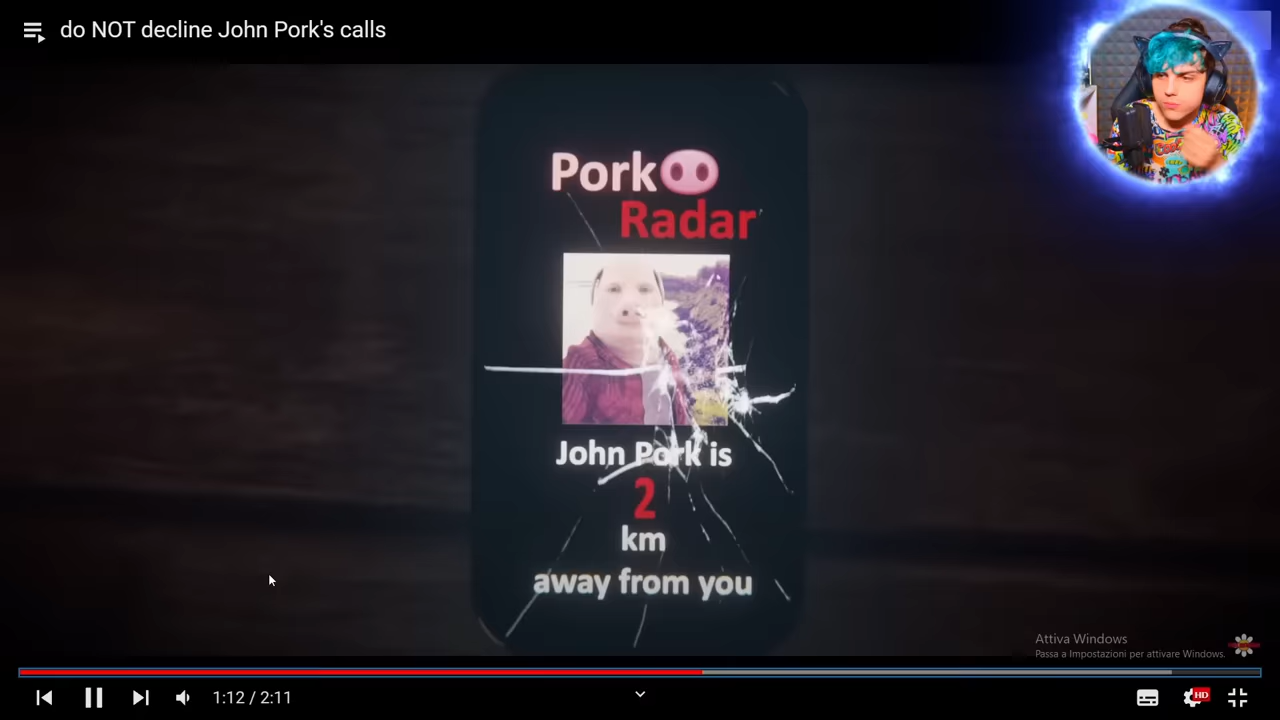 do NOT decline John Pork's calls
Pork
Radar
John Pork is
2
km
away from you
Attiva Windows
Passa a Impostazioni per attivare Windows.
1:12 / 2:11
HD